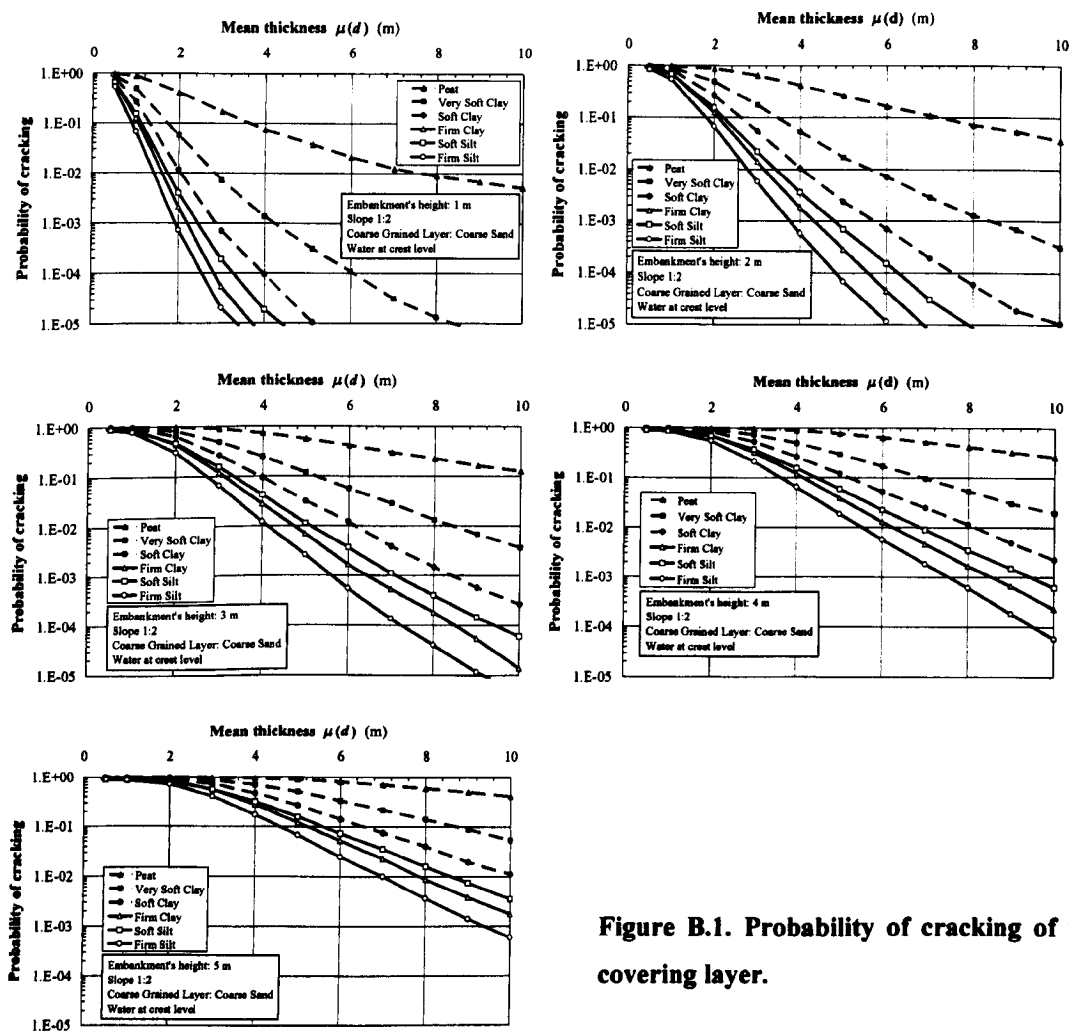 Mean thickness μ(d) (m)
0 2 4 6 8 10
1.E+00
1.E-01
1.E-02
1.E-03
1.E-04
1.E-05
Probability of cracking
Peat
Very Soft Clay
Soft Clay
Firm Clay
Soft Silt
Firm Silt
Embankment's height: 1 m
Slope 1:2
Coarse Grained Layer: Coarse Sand
Water at crest level
Mean thickness μ(d) (m)
0 2 4 6 8 10
1.E+00
1.E-01
1.E-02
1.E-03
1.E-04
1.E-05
Probability of cracking
Peat
Very Soft Clay
Soft Clay
Firm Clay
Soft Silt
Firm Silt
Embankment's height: 2 m
Slope 1:2
Coarse Grained Layer: Coarse Sand
Water at crest level
Mean thickness μ(d) (m)
0 2 4 6 8 10
1.E+00
1.E-01
1.E-02
1.E-03
1.E-04
1.E-05
Probability of cracking
Peat
Very Soft Clay
Soft Clay
Firm Clay
Soft Silt
Firm Silt
Embankment's height: 3 m
Slope 1:2
Coarse Grained Layer: Coarse Sand
Water at crest level
Mean thickness μ(d) (m)
0 2 4 6 8 10
1.E+00
1.E-01
1.E-02
1.E-03
1.E-04
1.E-05
Probability of cracking
Peat
Very Soft Clay
Soft Clay
Firm Clay
Soft Silt
Firm Silt
Embankment's height: 4 m
Slope 1:2
Coarse Grained Layer: Coarse Sand
Water at crest level
Mean thickness μ(d) (m)
0 2 4 6 8 10
1.E+00
1.E-01
1.E-02
1.E-03
1.E-04
1.E-05
Probability of cracking
Peat
Very Soft Clay
Soft Clay
Firm Clay
Soft Silt
Firm Silt
Embankment's height: 5 m
Slope 1:2
Coarse Grained Layer: Coarse Sand
Water at crest level
Figure B.1. Probability of cracking of
covering layer.